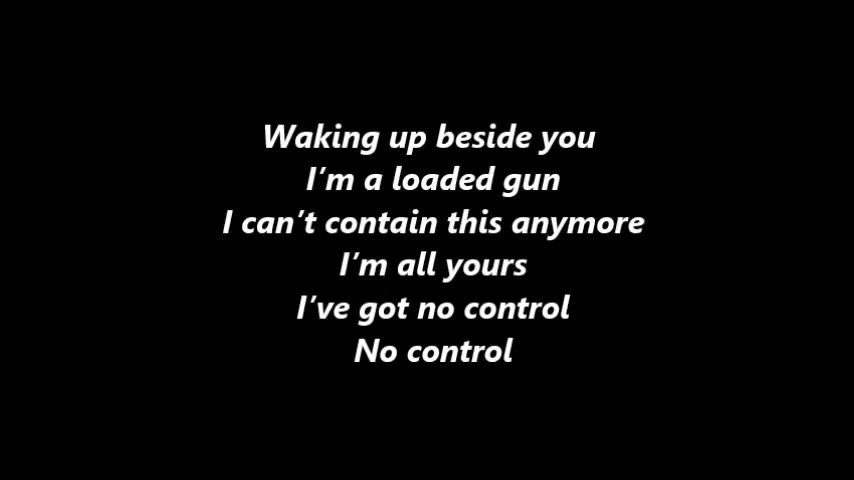 Waking up beside you
I’m a loaded gun
I can’t contain this anymore
I’m all yours
I’ve got no control
No control